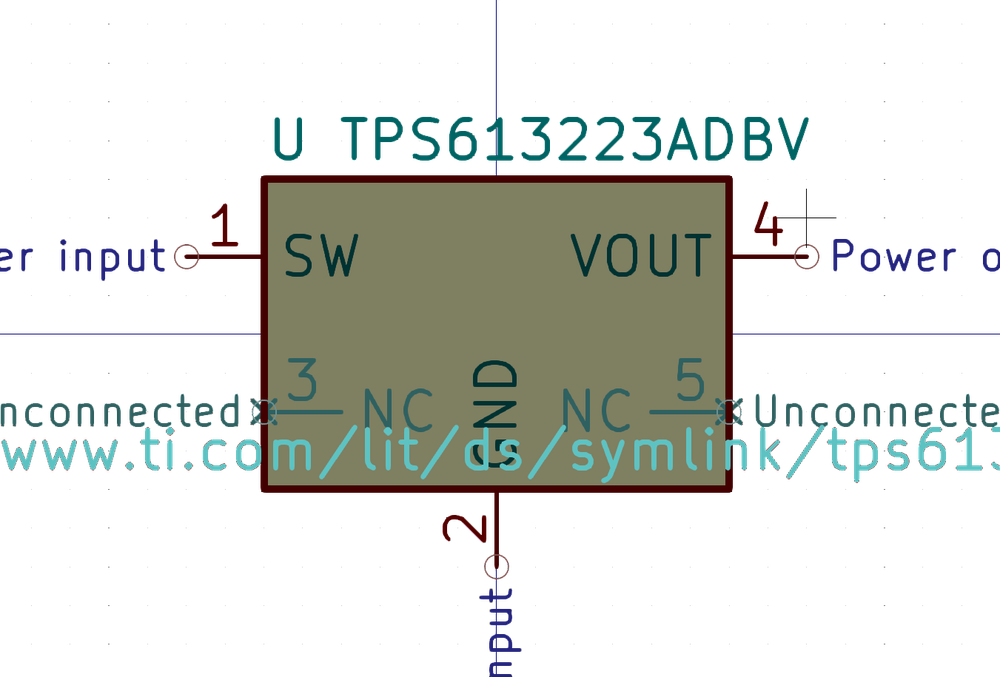 U TPS613223ADBV
1
4
er input
SW
VOUT
Power o
3
5
nconnected
NC
GND
NC
Unconnecte
www.ti.com/lit/ds/symlink/tps613
2
nput